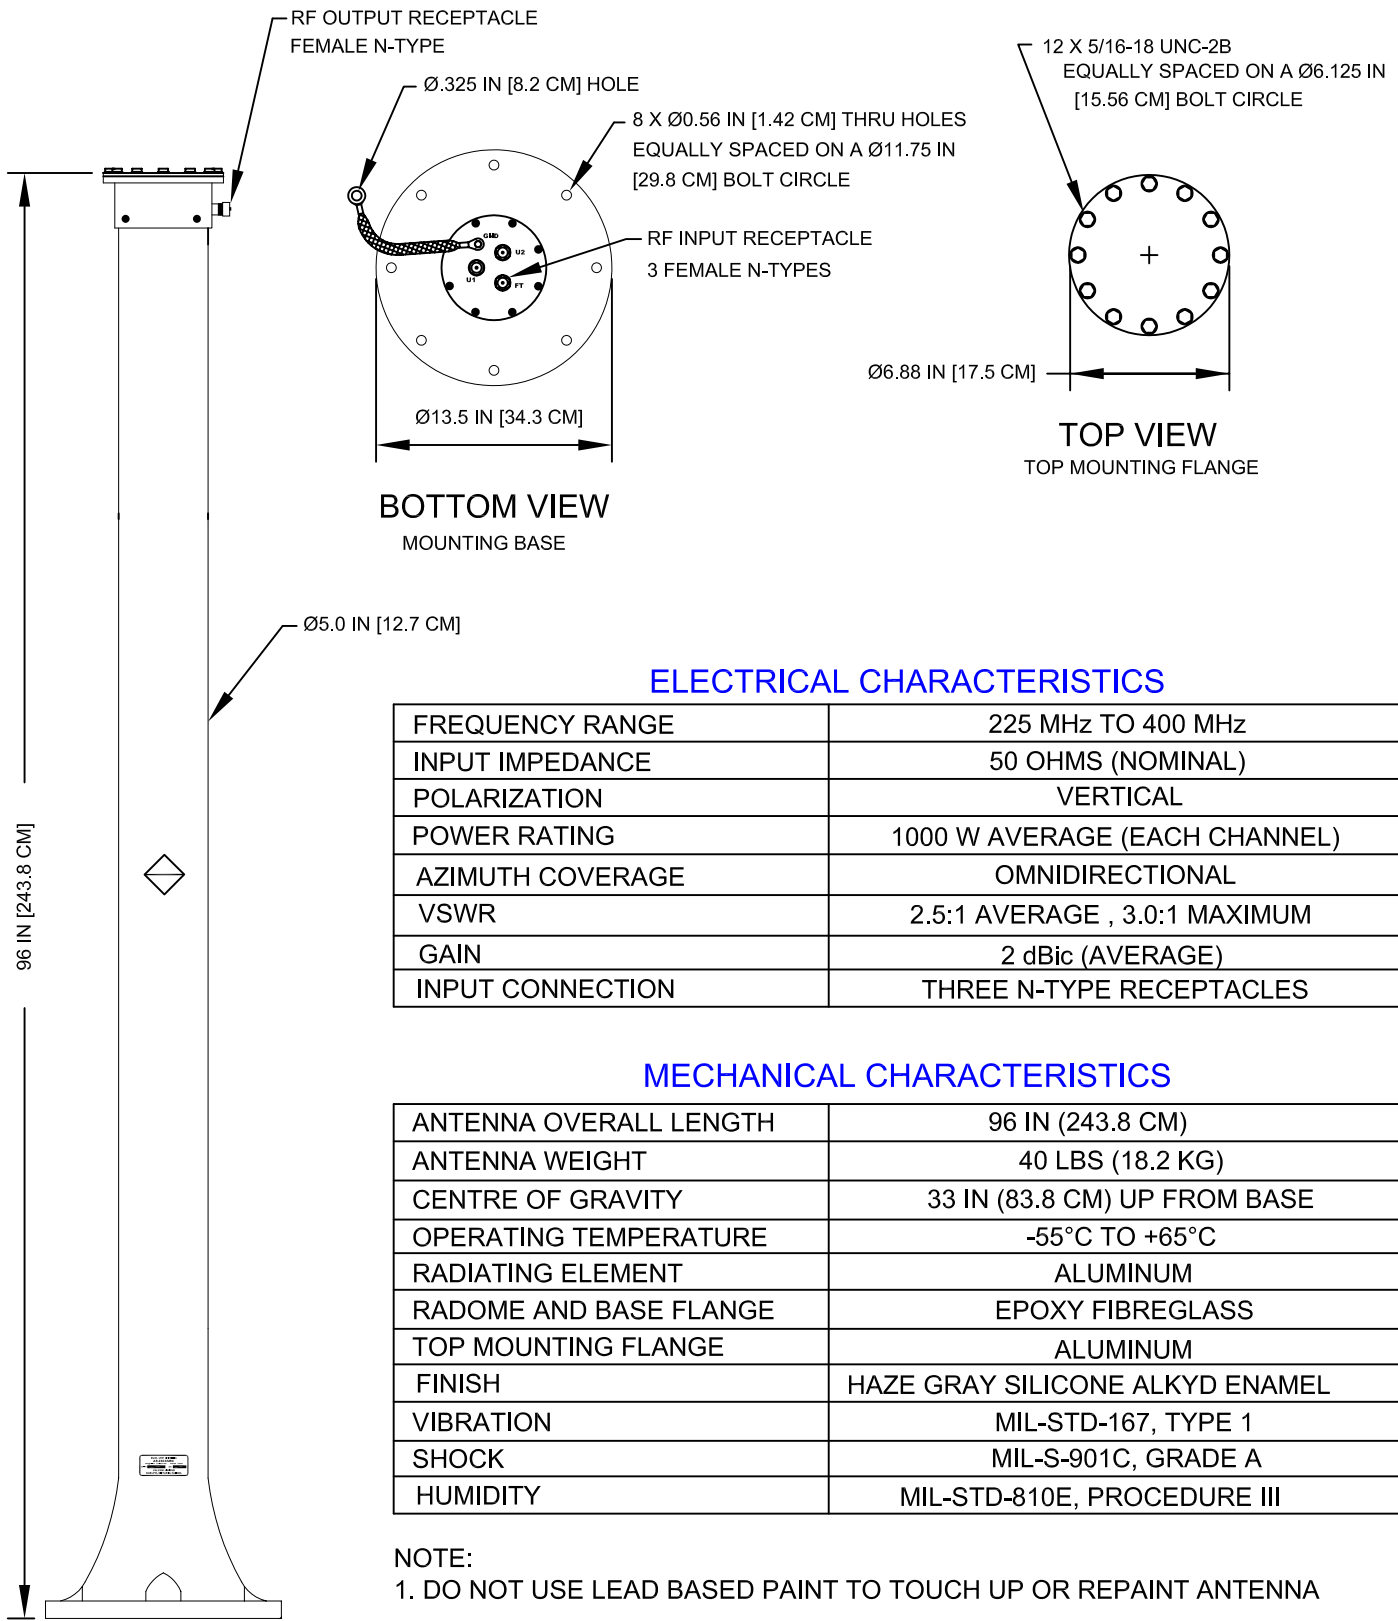 RF OUTPUT RECEPTACLE
FEMALE N-TYPE
Ø.325 IN [8.2 CM] HOLE
8 X Ø0.56 IN [1.42 CM] THRU HOLES
EQUALLY SPACED ON A Ø11.75 IN
[29.8 CM] BOLT CIRCLE
RF INPUT RECEPTACLE
3 FEMALE N-TYPES
GND
U2
U1
FT
Ø13.5 IN [34.3 CM]
BOTTOM VIEW
MOUNTING BASE
12 X 5/16-18 UNC-2B
EQUALLY SPACED ON A Ø6.125 IN
[15.56 CM] BOLT CIRCLE
Ø6.88 IN [17.5 CM]
TOP VIEW
TOP MOUNTING FLANGE
Ø5.0 IN [12.7 CM]
96 IN [243.8 CM]
ELECTRICAL CHARACTERISTICS
FREQUENCY RANGE 225 MHz TO 400 MHz
INPUT IMPEDANCE 50 OHMS (NOMINAL)
POLARIZATION VERTICAL
POWER RATING 1000 W AVERAGE (EACH CHANNEL)
AZIMUTH COVERAGE OMNIDIRECTIONAL
VSWR 2.5:1 AVERAGE , 3.0:1 MAXIMUM
GAIN 2 dBic (AVERAGE)
INPUT CONNECTION THREE N-TYPE RECEPTACLES
MECHANICAL CHARACTERISTICS
ANTENNA OVERALL LENGTH 96 IN (243.8 CM)
ANTENNA WEIGHT 40 LBS (18.2 KG)
CENTRE OF GRAVITY 33 IN (83.8 CM) UP FROM BASE
OPERATING TEMPERATURE -55°C TO +65°C
RADIATING ELEMENT ALUMINUM
RADOME AND BASE FLANGE EPOXY FIBREGLASS
TOP MOUNTING FLANGE ALUMINUM
FINISH HAZE GRAY SILICONE ALKYD ENAMEL
VIBRATION MIL-STD-167, TYPE 1
SHOCK MIL-S-901C, GRADE A
HUMIDITY MIL-STD-810E, PROCEDURE III
NOTE:
1. DO NOT USE LEAD BASED PAINT TO TOUCH UP OR REPAINT ANTENNA